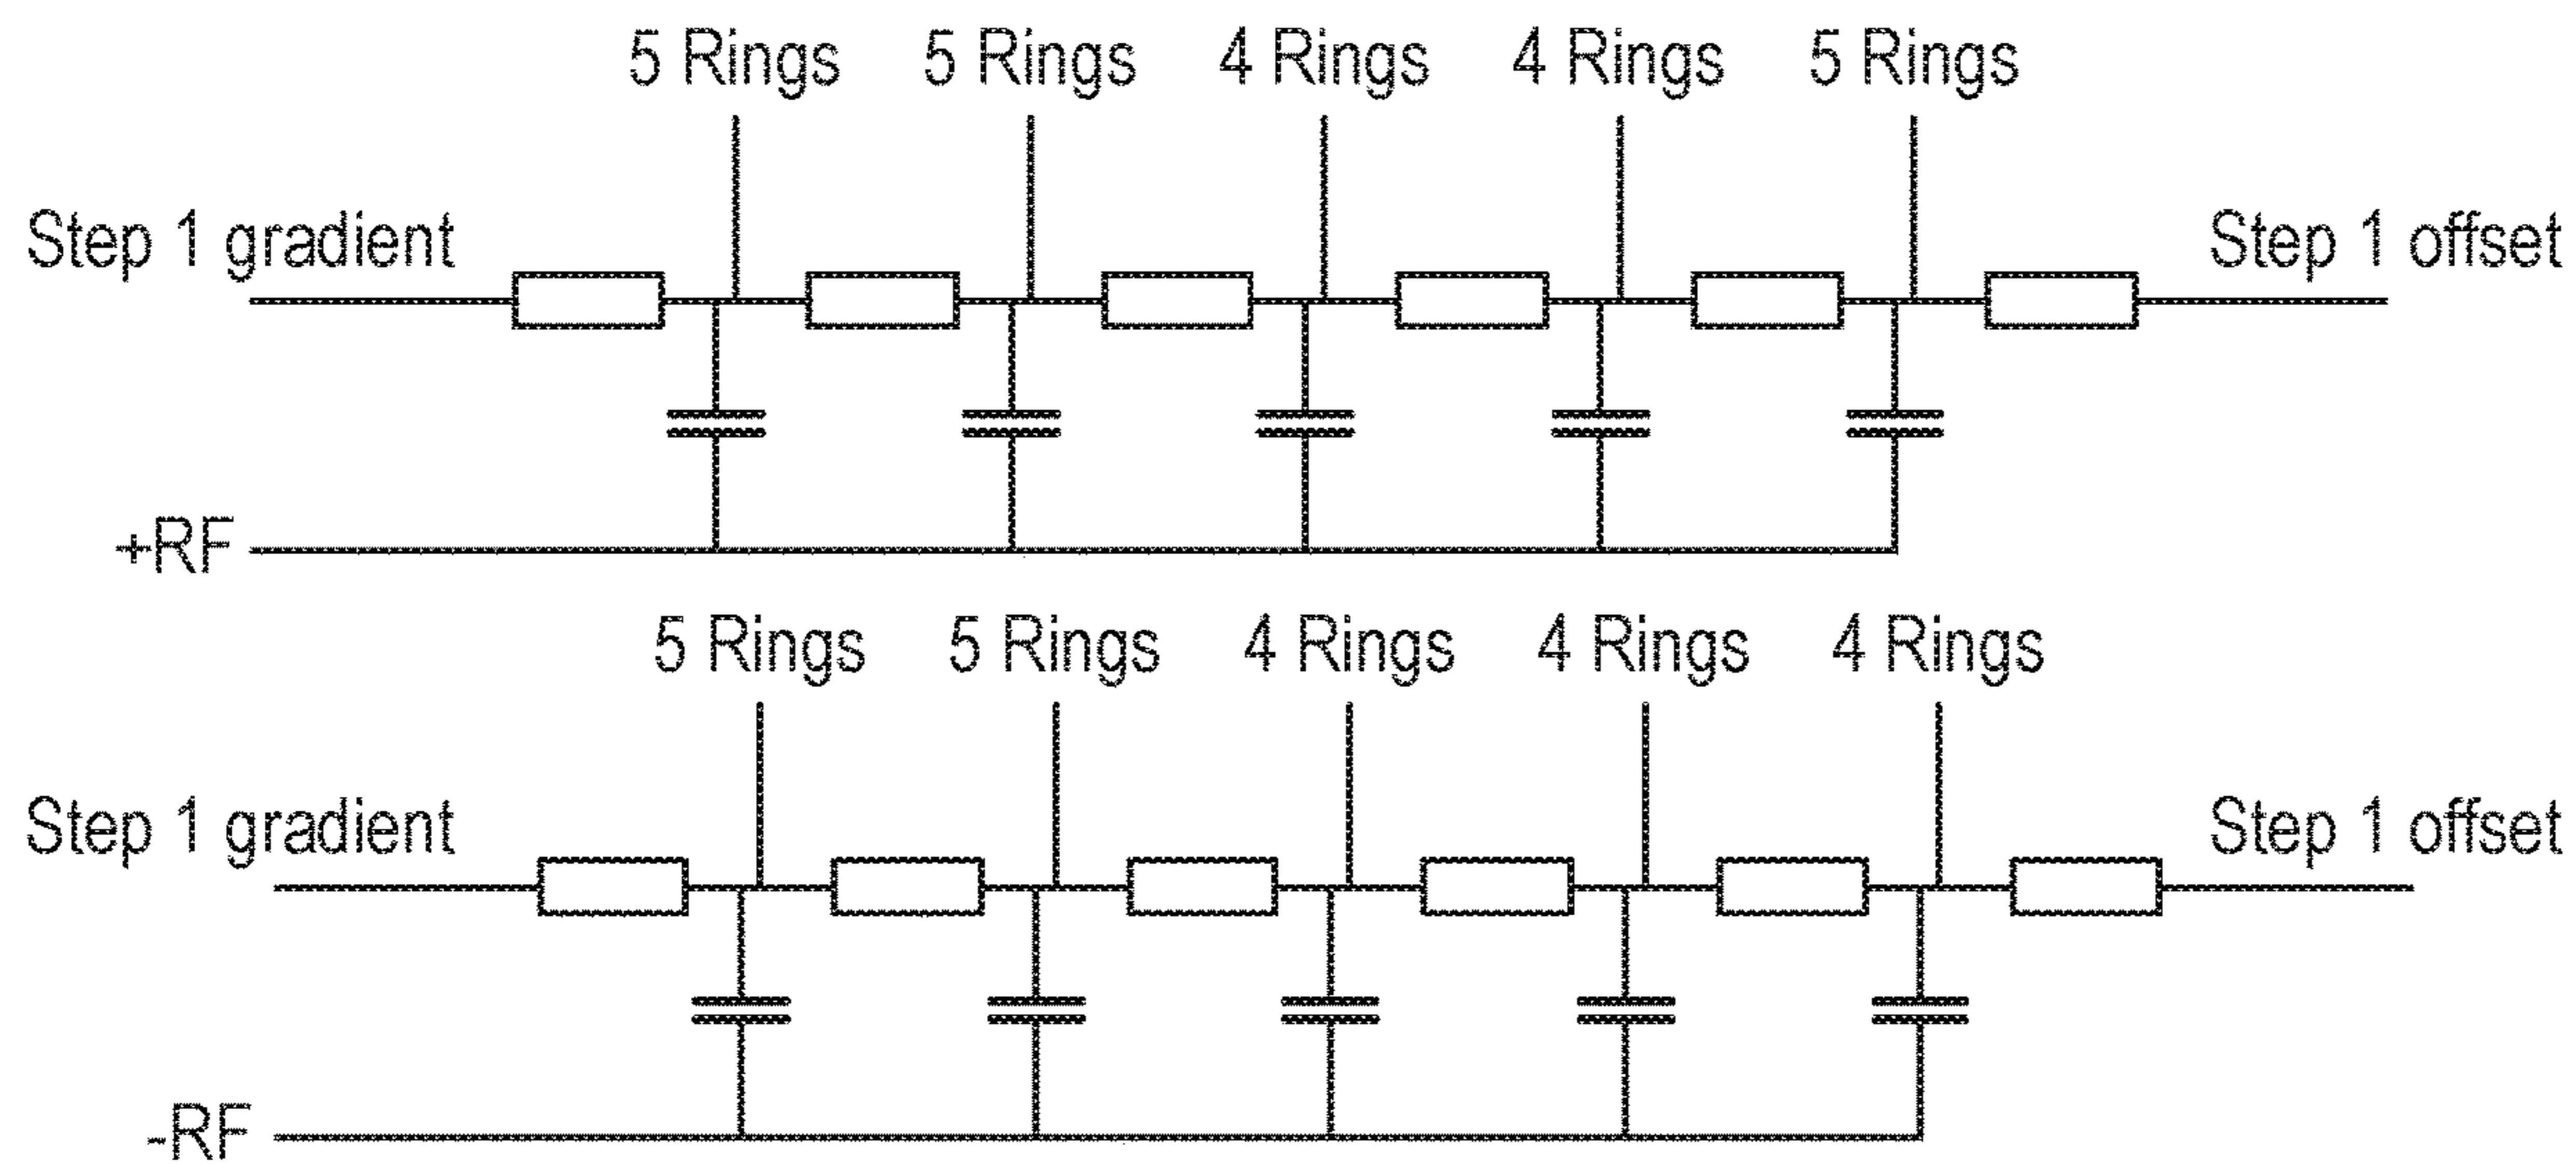 5 Rings 5 Rings 4 Rings 4 Rings 5 Rings
Step 1 gradient Step 1 offset
+RF
5 Rings 5 Rings 4 Rings 4 Rings 4 Rings
Step 1 gradient Step 1 offset
-RF